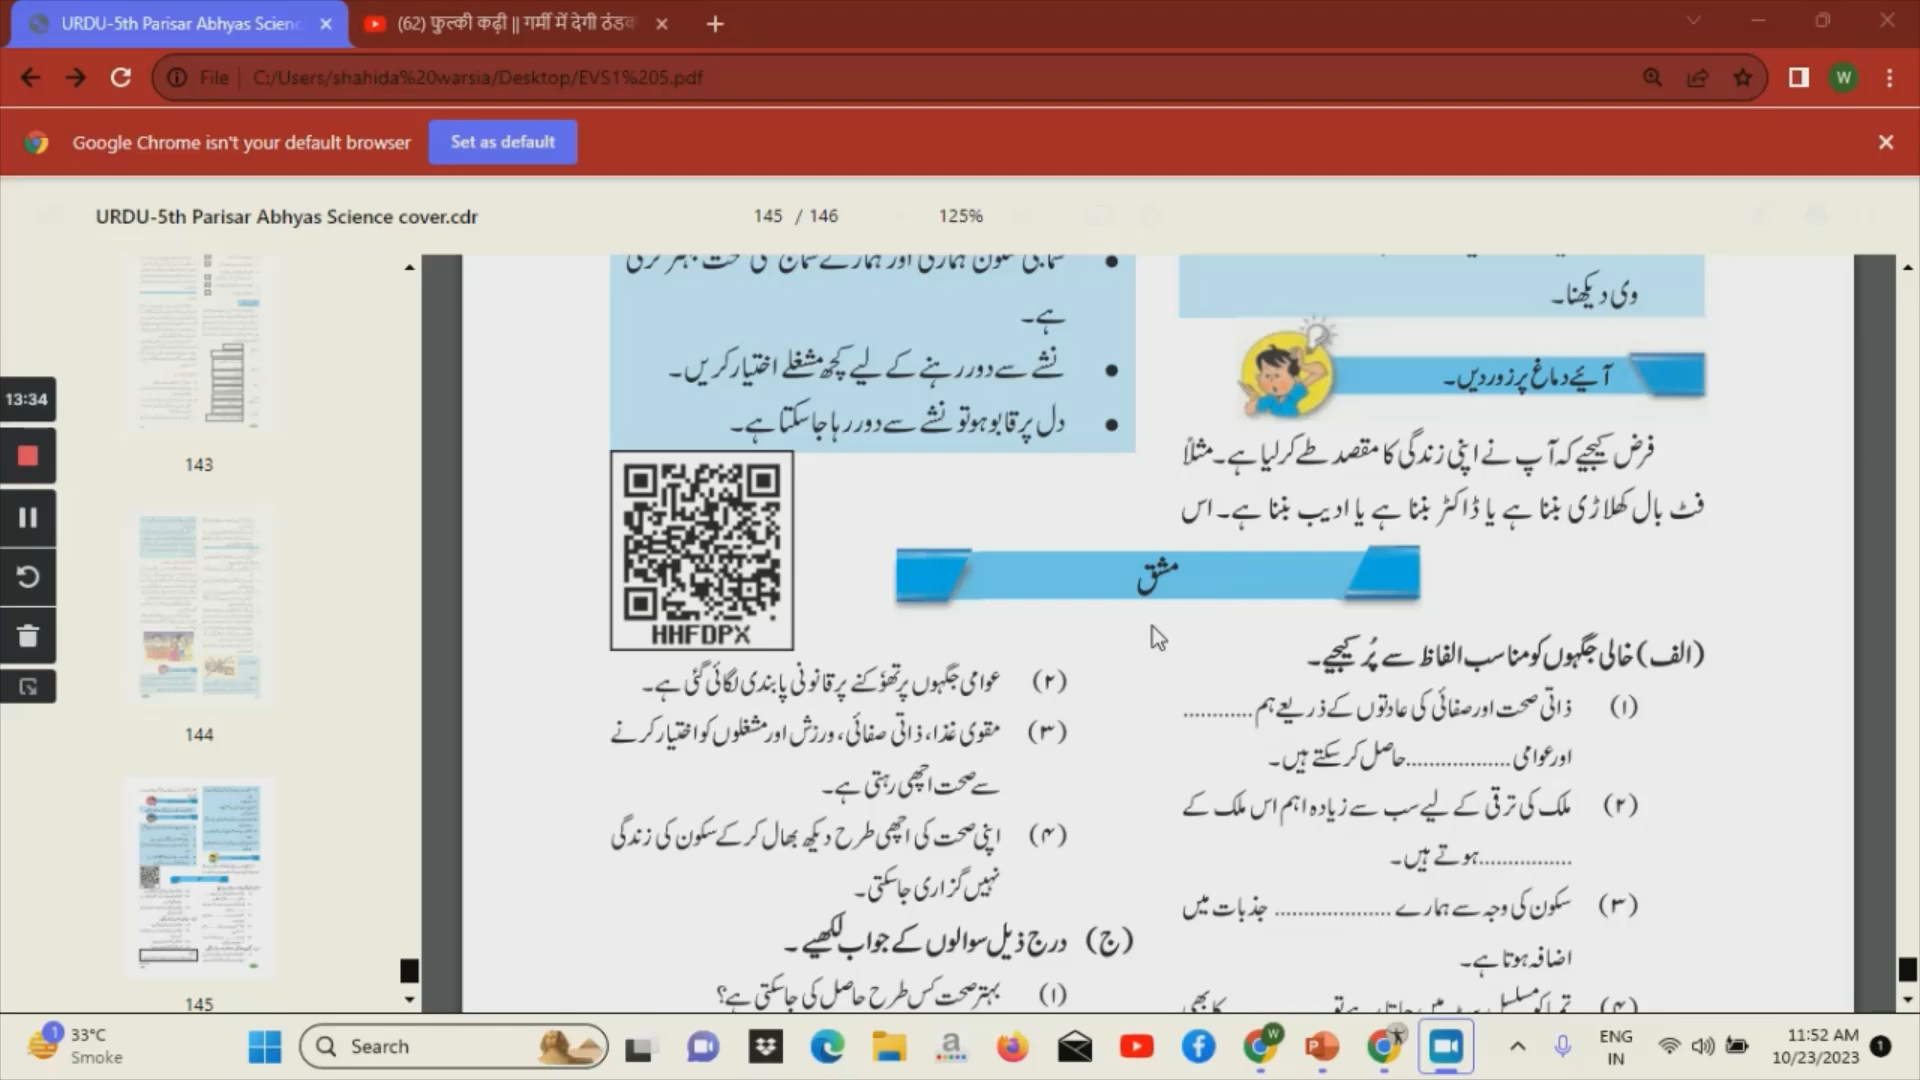 URDU-5th Parisar Abhyas Scienc
(62) फुल्की कढ़ी || गर्मी में देगी ठंडक
File
C:/Users/shahida%20warsia/Desktop/EVS1%205.pdf
W
Google Chrome isn't your default browser
Set as default
URDU-5th Parisar Abhyas Science cover.cdr
145 / 146
125%
13:34
143
144
145
وی دیکھنا۔
آیئے دماغ پر زور دیں۔
فرض کیجیے کہ آپ نے اپنی زندگی کا مقصد طے کر لیا ہے۔ مثلاً
فٹ بال کھلاڑی بننا ہے یا ڈاکٹر بننا ہے یا ادیب بننا ہے۔ اس
ہے۔
• نشے سے دور رہنے کے لیے کچھ مشغلے اختیار کریں۔
• دل پر قابو ہو تو نشے سے دور رہا جاسکتا ہے۔
HHFDPX
مشق
(الف) خالی جگہوں کو مناسب الفاظ سے پُر کیجیے۔
(۱) ذاتی صحت اور صفائی کی عادتوں کے ذریعے ہم ............
اور عوامی .................. حاصل کر سکتے ہیں۔
(۲) ملک کی ترقی کے لیے سب سے زیادہ اہم اس ملک کے
................ ہوتے ہیں۔
(۳) سکون کی وجہ سے ہمارے .................... جذبات میں
اضافہ ہوتا ہے۔
(۲) عوامی جگہوں پر تھوکنے پر قانونی پابندی لگائی گئی ہے۔
(۳) مقوی غذا، ذاتی صفائی، ورزش اور مشغلوں کو اختیار کرنے
سے صحت اچھی رہتی ہے۔
(۴) اپنی صحت کی اچھی طرح دیکھ بھال کر کے سکون کی زندگی
نہیں گزاری جاسکتی۔
(ج) درج ذیل سوالوں کے جواب لکھیے۔
(۱) بہتر صحت کس طرح حاصل کی جاسکتی ہے؟
1
33°C
Smoke
Search
W
ENG
IN
11:52 AM
10/23/2023
1